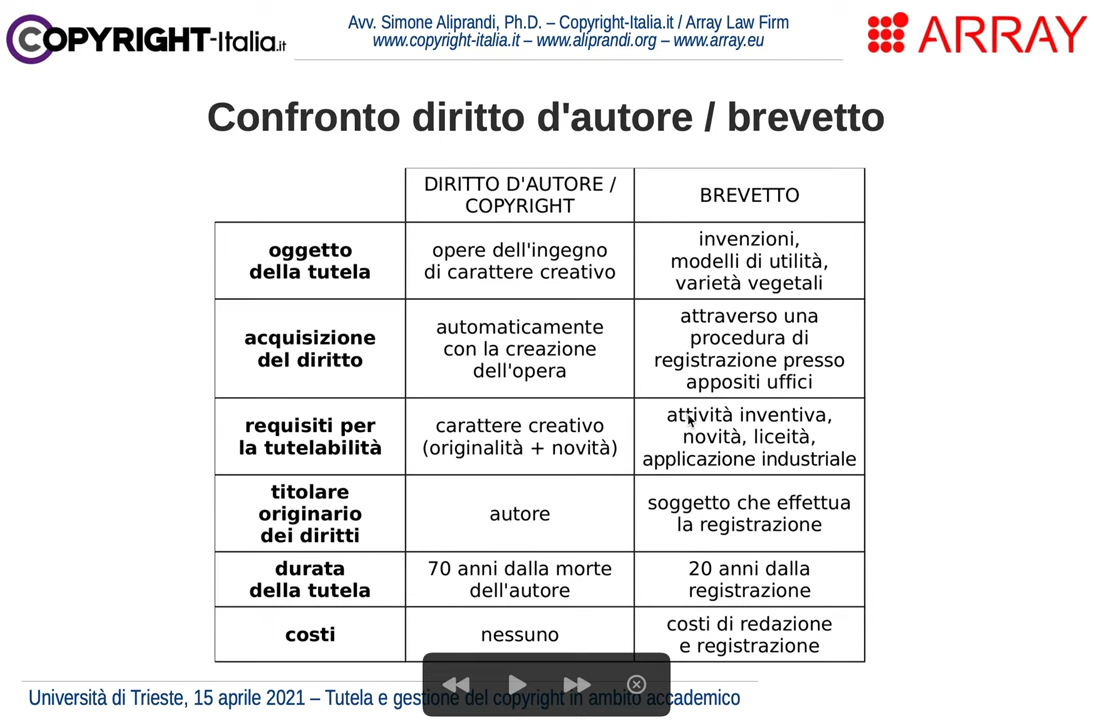 COPYRIGHT-Italia.it
Avv. Simone Aliprandi, Ph.D. – Copyright-Italia.it / Array Law Firm
www.copyright-italia.it – www.aliprandi.org – www.array.eu
ARRAY
Confronto diritto d'autore / brevetto
DIRITTO D'AUTORE /
COPYRIGHT
BREVETTO
oggetto
della tutela
opere dell'ingegno
di carattere creativo
invenzioni,
modelli di utilità,
varietà vegetali
acquisizione
del diritto
automaticamente
con la creazione
dell'opera
attraverso una
procedura di
registrazione presso
appositi uffici
requisiti per
la tutelabilità
carattere creativo
(originalità + novità)
attività inventiva,
novità, liceità,
applicazione industriale
titolare
originario
dei diritti
autore
soggetto che effettua
la registrazione
durata
della tutela
70 anni dalla morte
dell'autore
20 anni dalla
registrazione
costi
nessuno
costi di redazione
e registrazione
Università di Trieste, 15 aprile 2021 – Tutela e gestione del copyright in ambito accademico